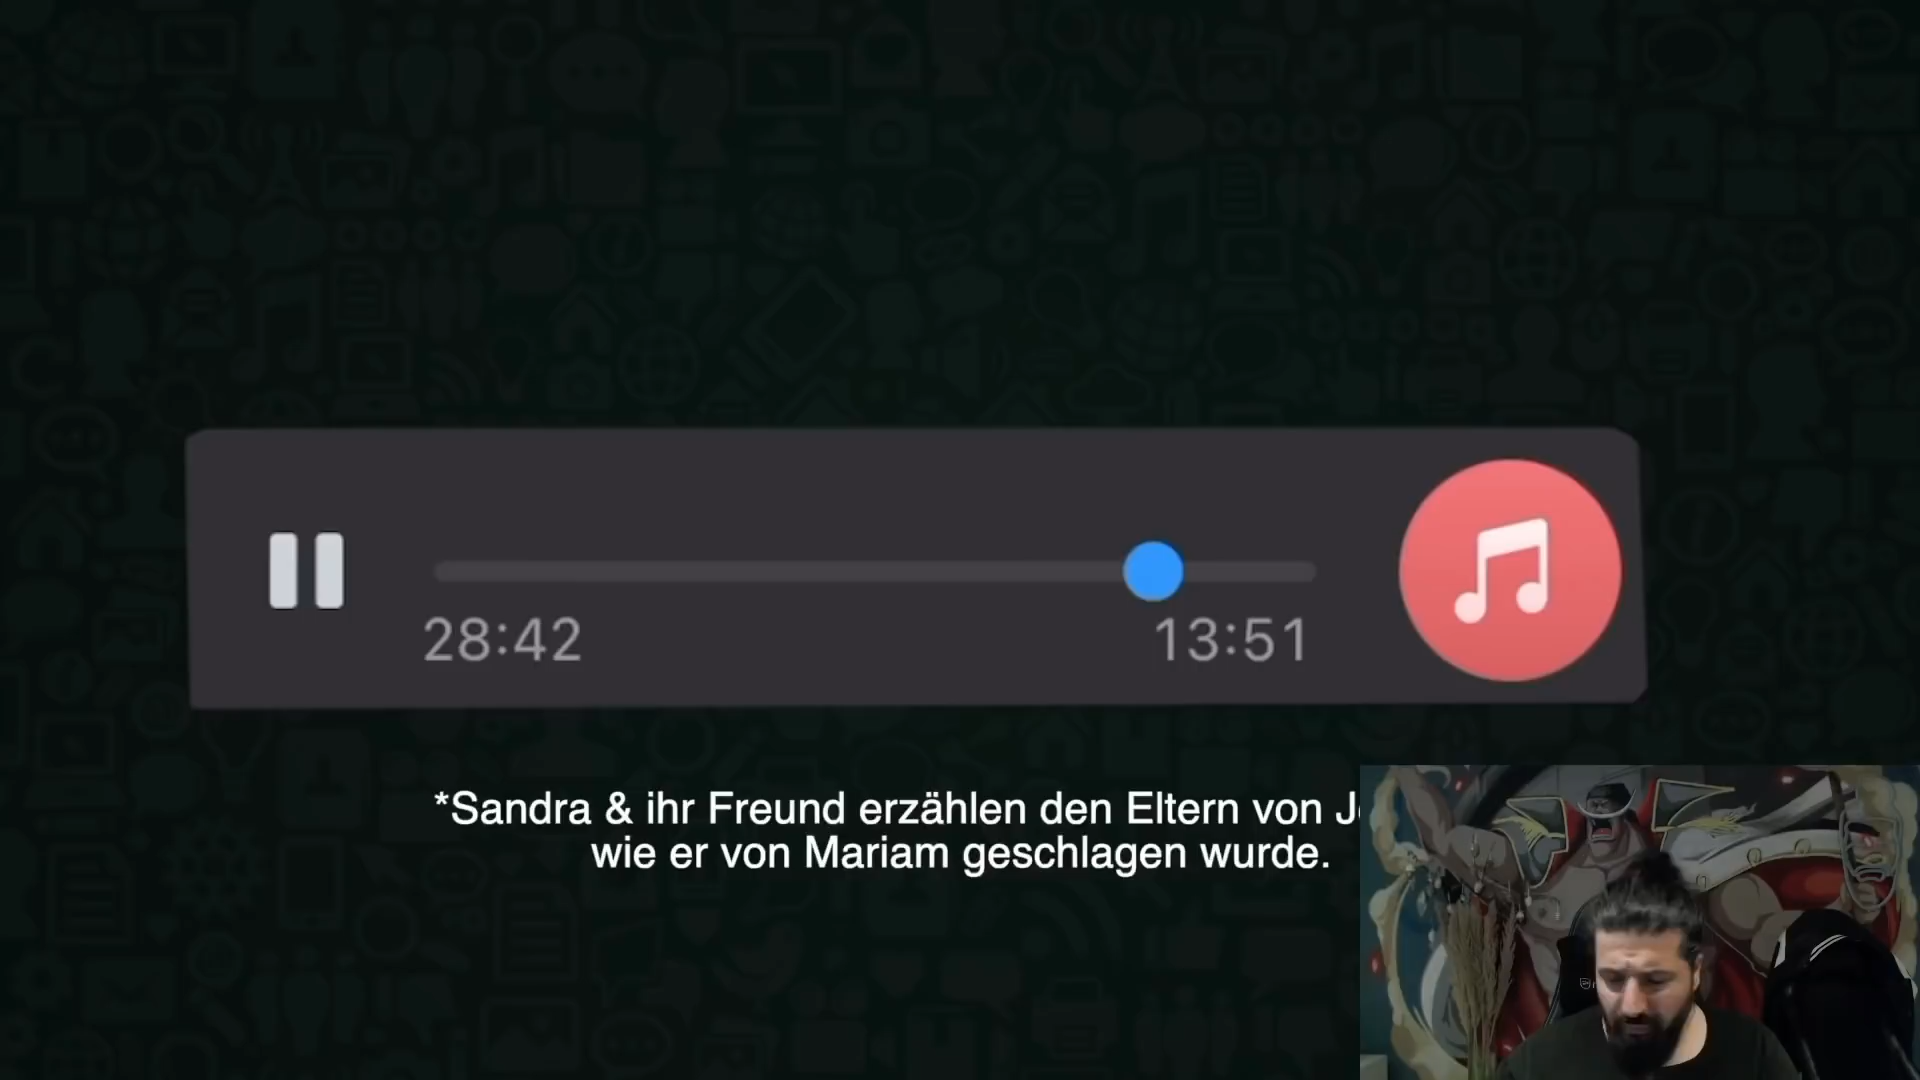 28:42
13:51
*Sandra & ihr Freund erzählen den Eltern von
wie er von Mariam geschlagen wurde.